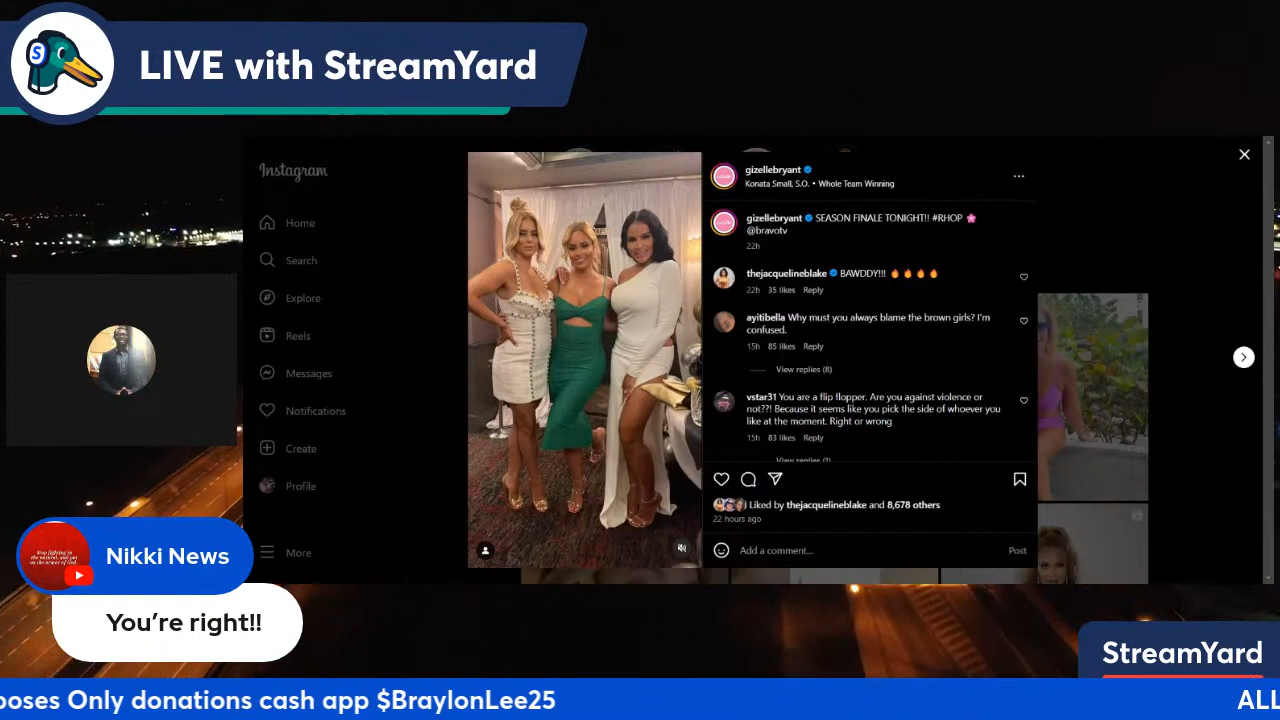 LIVE with StreamYard
Instagram
Home
Search
Explore
Reels
Messages
Notifications
Create
Profile
More
gizellebryant
Konata Small, S.O. • Whole Team Winning
gizellebryant SEASON FINALE TONIGHT!! #RHOP 🌸
@bravotv
22h
thejacquelineblake BAWDDY!!! 🔥🔥🔥🔥
22h 35 likes Reply
ayitibella Why must you always blame the brown girls? I'm
confused.
15h 85 likes Reply
View replies (8)
vstar31 You are a flip flopper. Are you against violence or
not??! Because it seems like you pick the side of whoever you
like at the moment. Right or wrong
15h 83 likes Reply
View replies (1)
Liked by thejacquelineblake and 8,678 others
22 hours ago
Add a comment...
Post
Nikki News
You're right!!
StreamYard
poses Only donations cash app $BraylonLee25
ALL